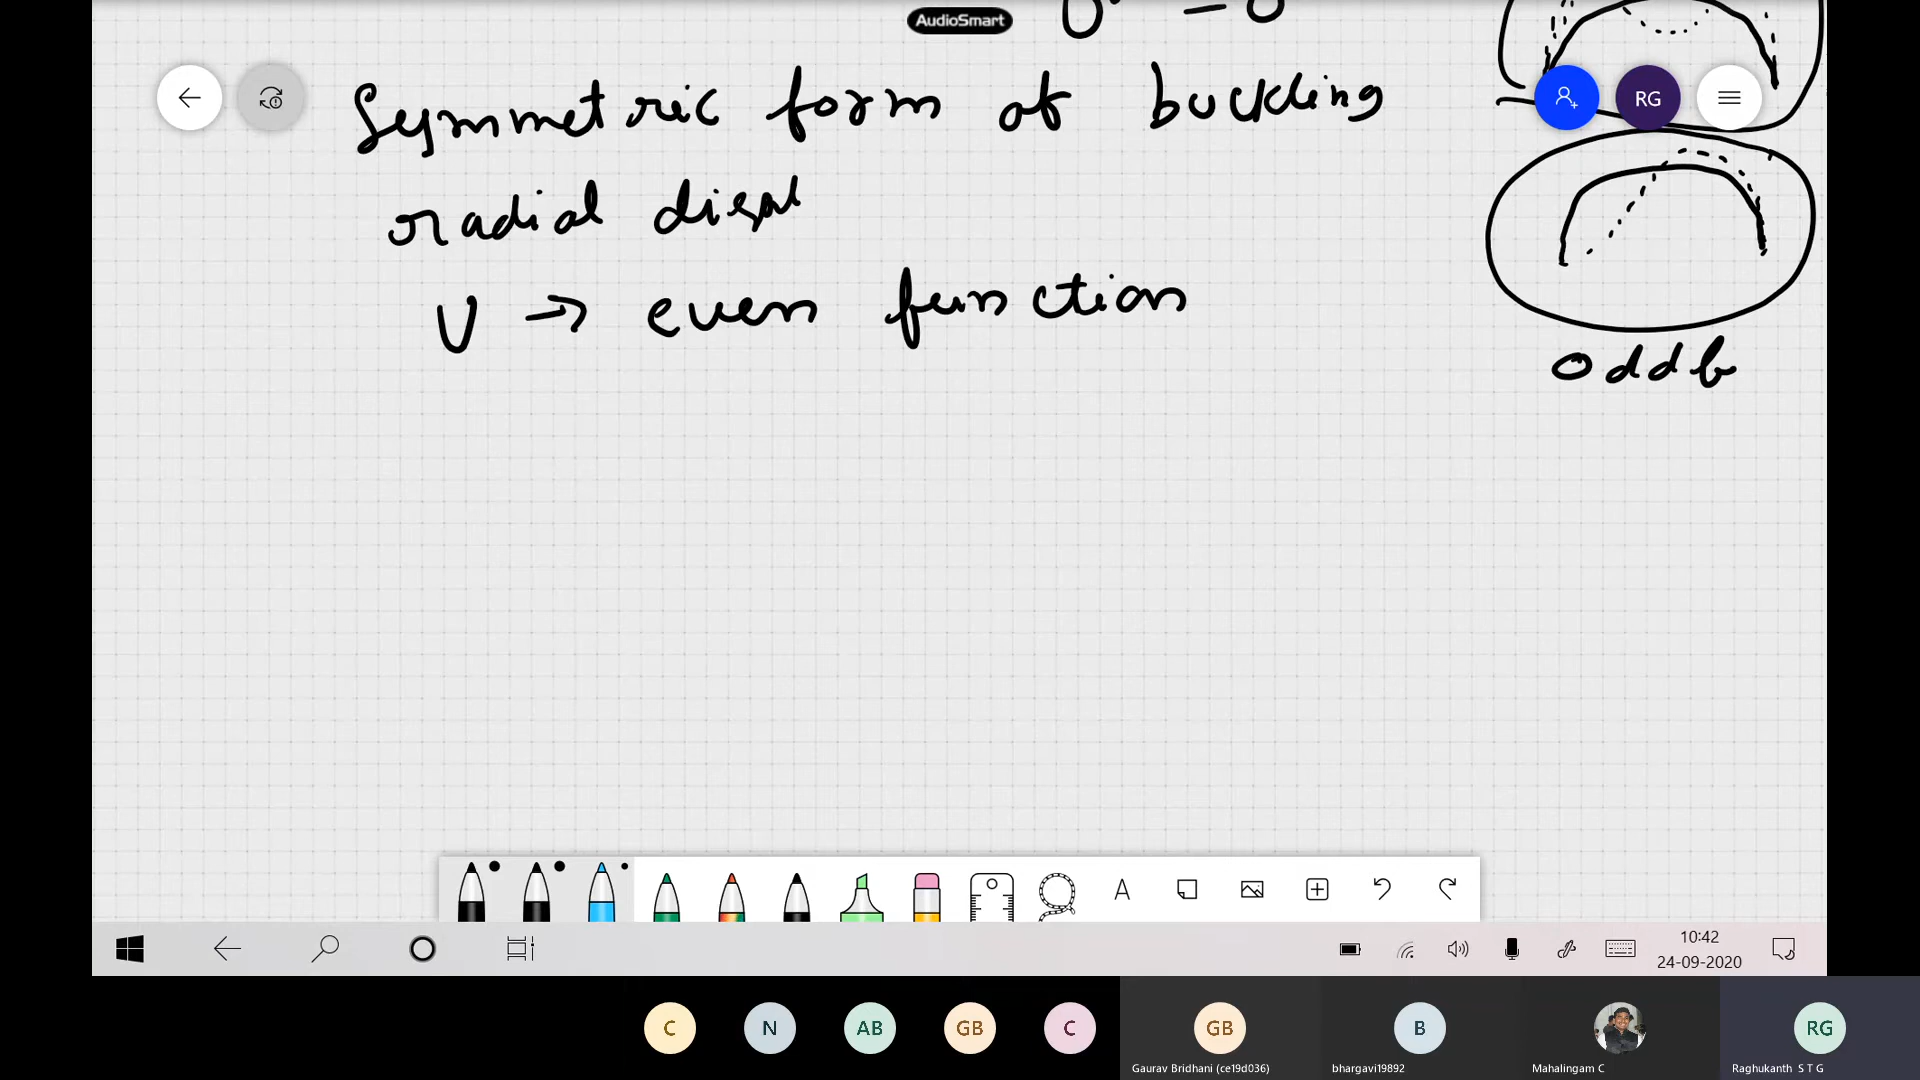 AudioSmart
RG
Symmetric form of buckling
radial displ
U → even function
odd fn
A
10:42
24-09-2020
C
N
AB
GB
C
GB
B
RG
Gaurav Bridhani (ce19d036)
bhargavi19892
Mahalingam C
Raghukanth S T G